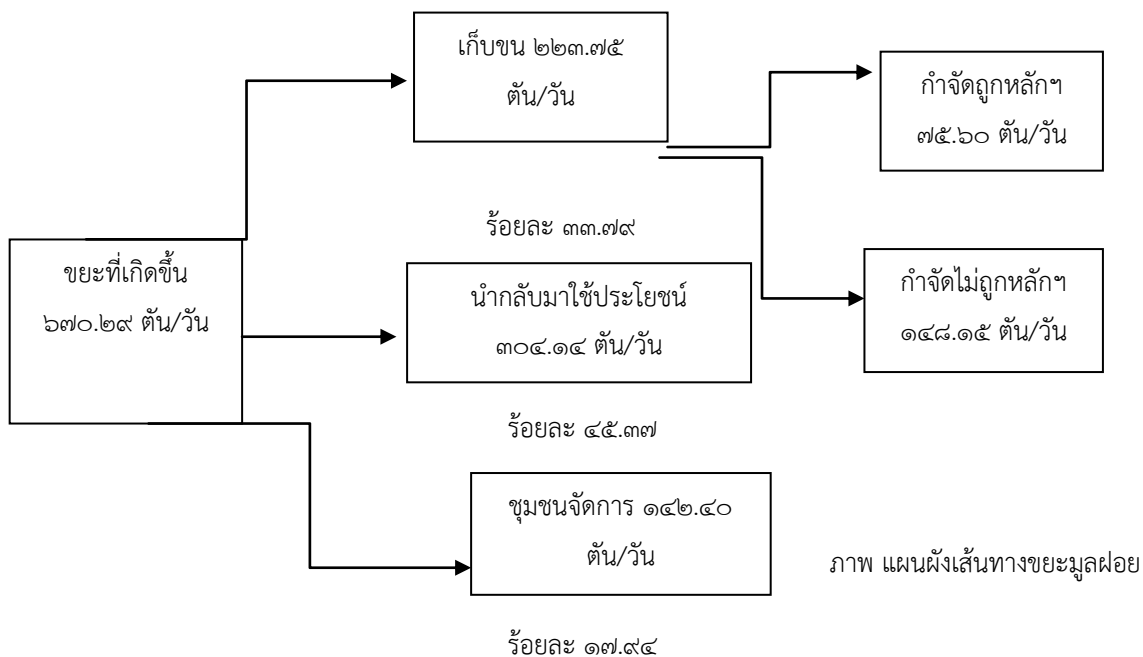 เก็บขน ๒๒๓.๗๕
ตัน/วัน
กำจัดถูกหลักฯ
๗๕.๖๐ ตัน/วัน
ร้อยละ ๓๓.๗๙
ขยะที่เกิดขึ้น
๖๗๐.๒๙ ตัน/วัน
นำกลับมาใช้ประโยชน์
๓๐๔.๑๔ ตัน/วัน
กำจัดไม่ถูกหลักฯ
๑๔๘.๑๕ ตัน/วัน
ร้อยละ ๔๕.๓๗
ชุมชนจัดการ ๑๔๒.๔๐
ตัน/วัน
ภาพ แผนผังเส้นทางขยะมูลฝอย
ร้อยละ ๑๗.๙๔